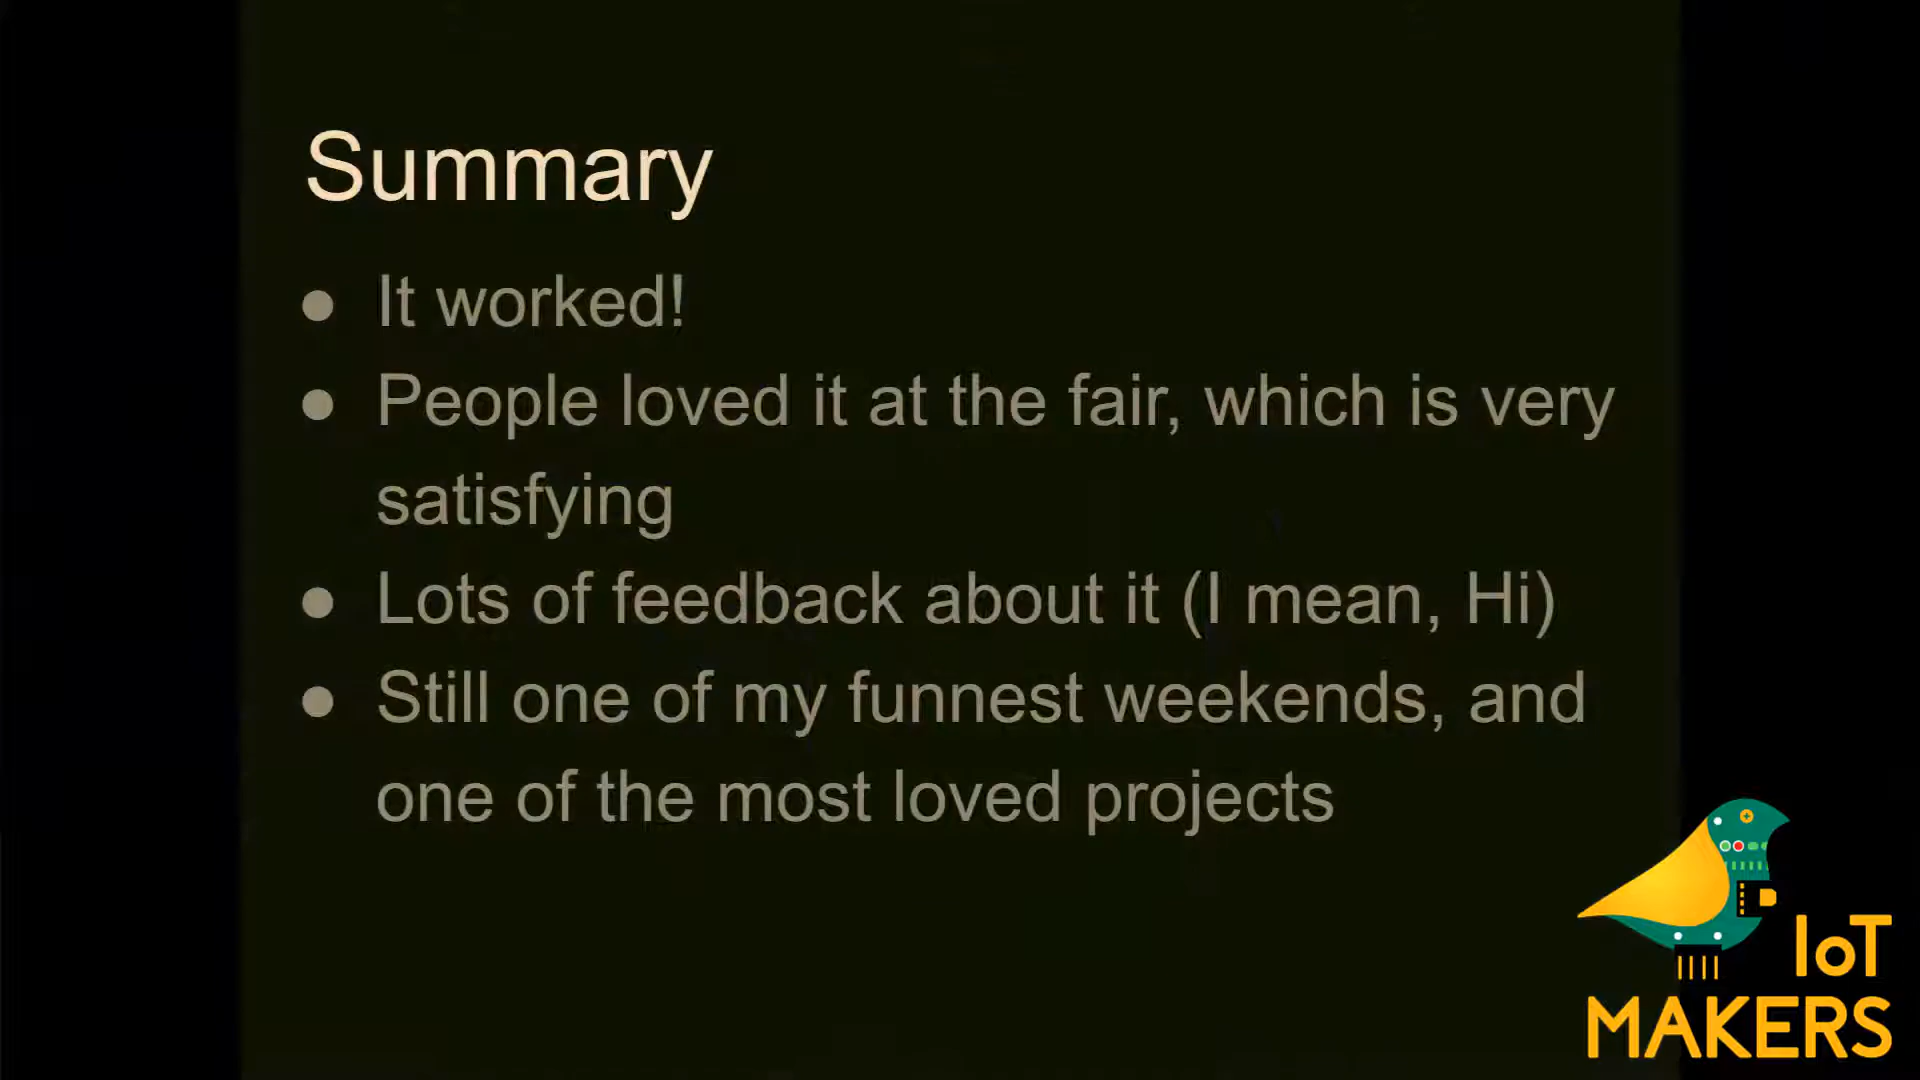 Summary
● It worked!
● People loved it at the fair, which is very
satisfying
● Lots of feedback about it (I mean, Hi)
● Still one of my funnest weekends, and
one of the most loved projects
IoT
MAKERS